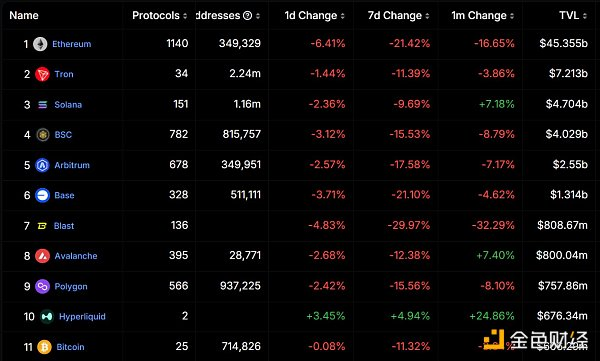 Name Protocols ddresses 1d Change 7d Change 1m Change TVL
1 Ethereum 1140 349,329 -6.41% -21.42% -16.65% $45.355b
2 Tron 34 2.24m -1.44% -11.39% -3.86% $7.213b
3 Solana 151 1.16m -2.36% -9.69% +7.18% $4.704b
4 BSC 782 815,757 -3.12% -15.53% -8.79% $4.029b
5 Arbitrum 678 349,951 -2.57% -17.58% -7.17% $2.55b
6 Base 328 511,111 -3.71% -21.10% -4.62% $1.314b
7 Blast 136 -4.83% -29.97% -32.29% $808.67m
8 Avalanche 395 28,771 -2.68% -12.38% +7.40% $800.04m
9 Polygon 566 937,225 -2.42% -15.56% -8.10% $757.86m
10 Hyperliquid 2 +3.45% +4.94% +24.86% $676.34m
11 Bitcoin 25 714,826 -0.08% -11.32%
金色财经